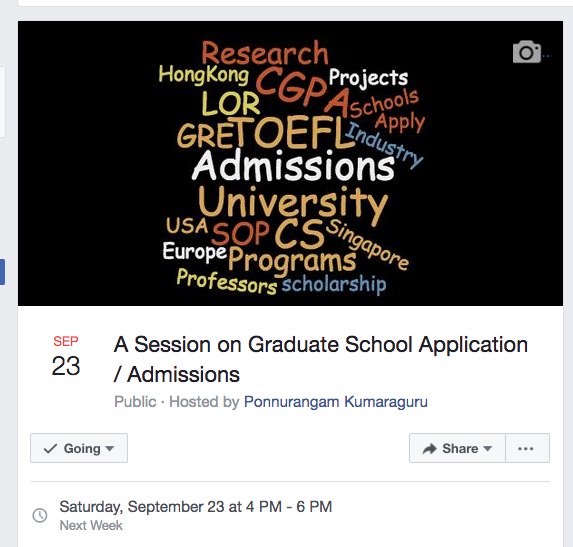 Research
HongKong CGPA Projects
LOR Schools
Apply
GRE TOEFL Industry
Admissions
University
USA SOP CS Singapore
Europe Programs
Professors scholarship
SEP
23
A Session on Graduate School Application
/ Admissions
Public · Hosted by Ponnurangam Kumaraguru
Going
Share
Saturday, September 23 at 4 PM - 6 PM
Next Week